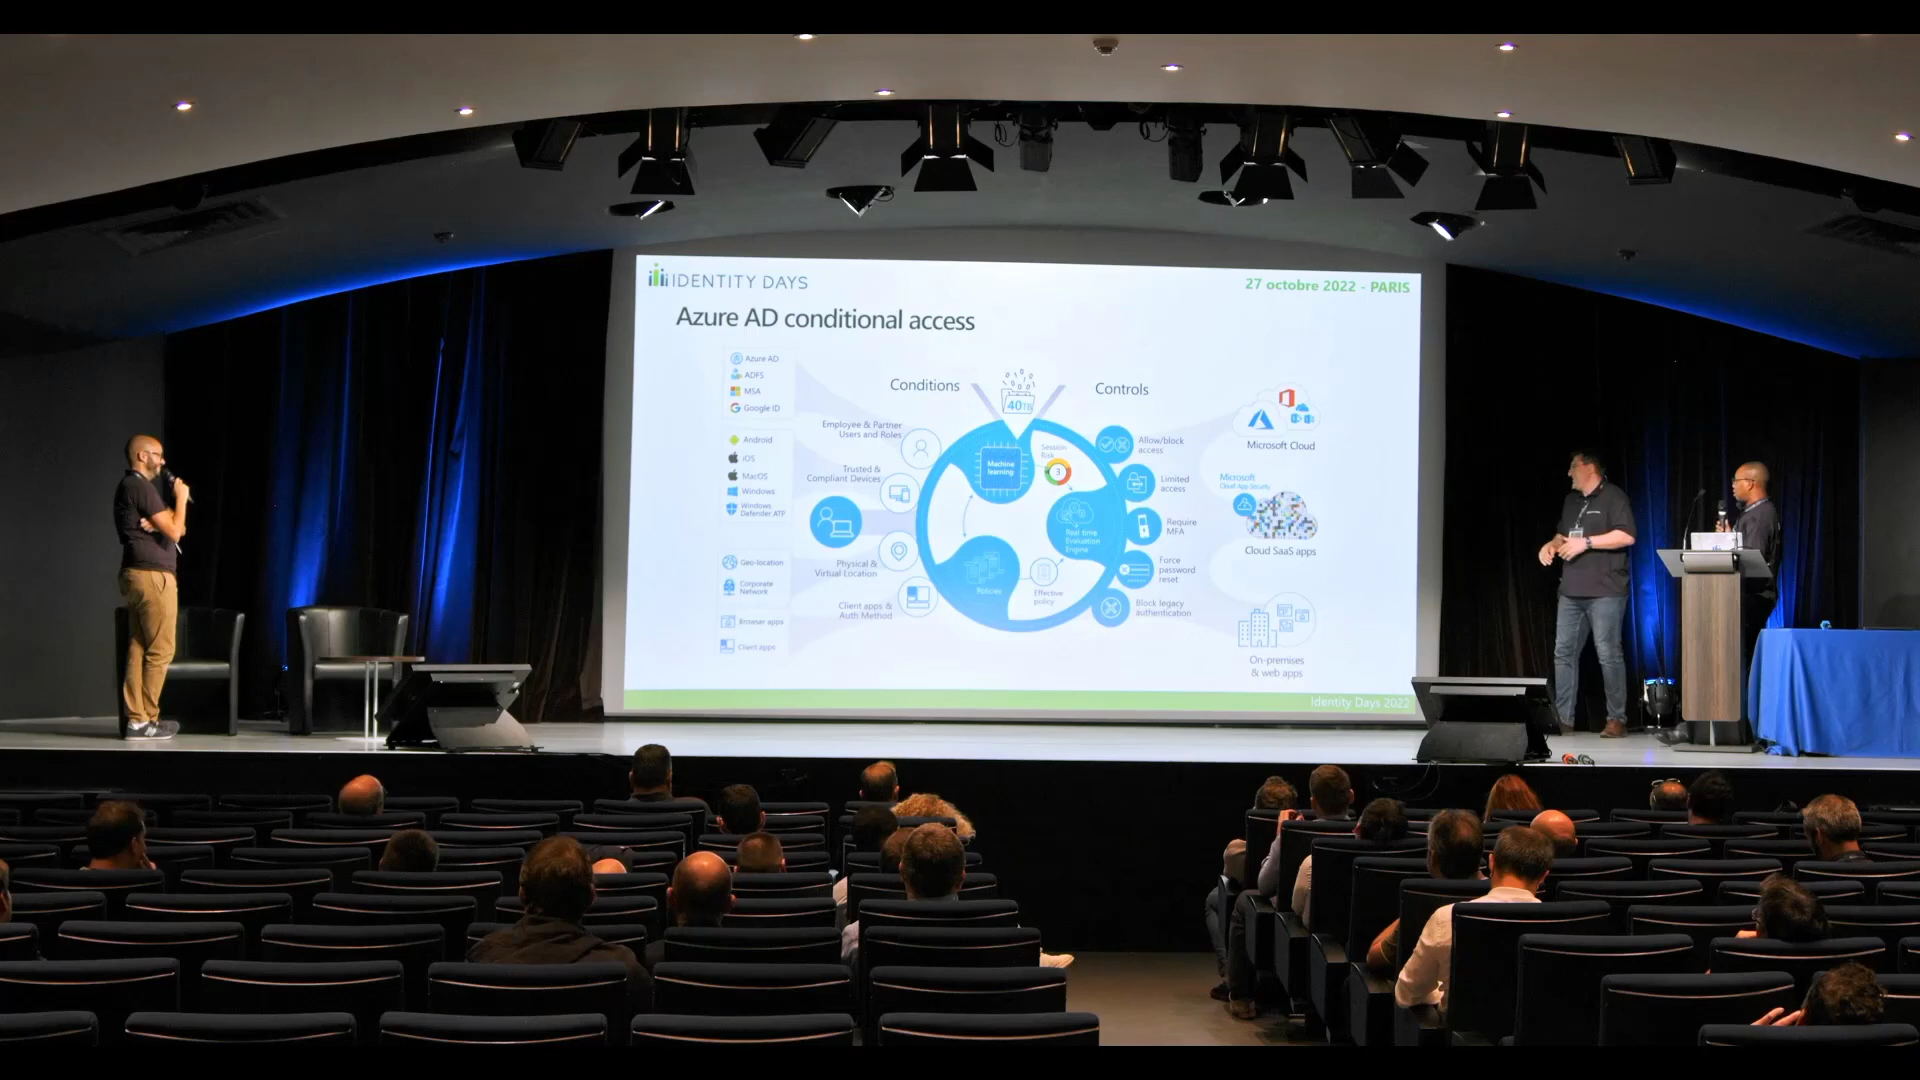 IDENTITY DAYS
27 octobre 2022 - PARIS
Azure AD conditional access
Azure AD
ADFS
MSA
Google ID
Android
iOS
MacOS
Windows
Windows
Defender ATP
Geo-location
Corporate
Network
Browser apps
Client apps
Conditions
Employee & Partner
Users and Roles
Trusted &
Compliant Devices
Physical &
Virtual Location
Client apps &
Auth Method
40TB
Machine
learning
Session
Risk
3
Real time
Evaluation
Engine
Policies
Effective
policy
Controls
Allow/block
access
Limited
access
Require
MFA
Force
password
reset
Block legacy
authentication
Microsoft Cloud
Microsoft
Cloud App Security
Cloud SaaS apps
On-premises
& web apps
Identity Days 2022